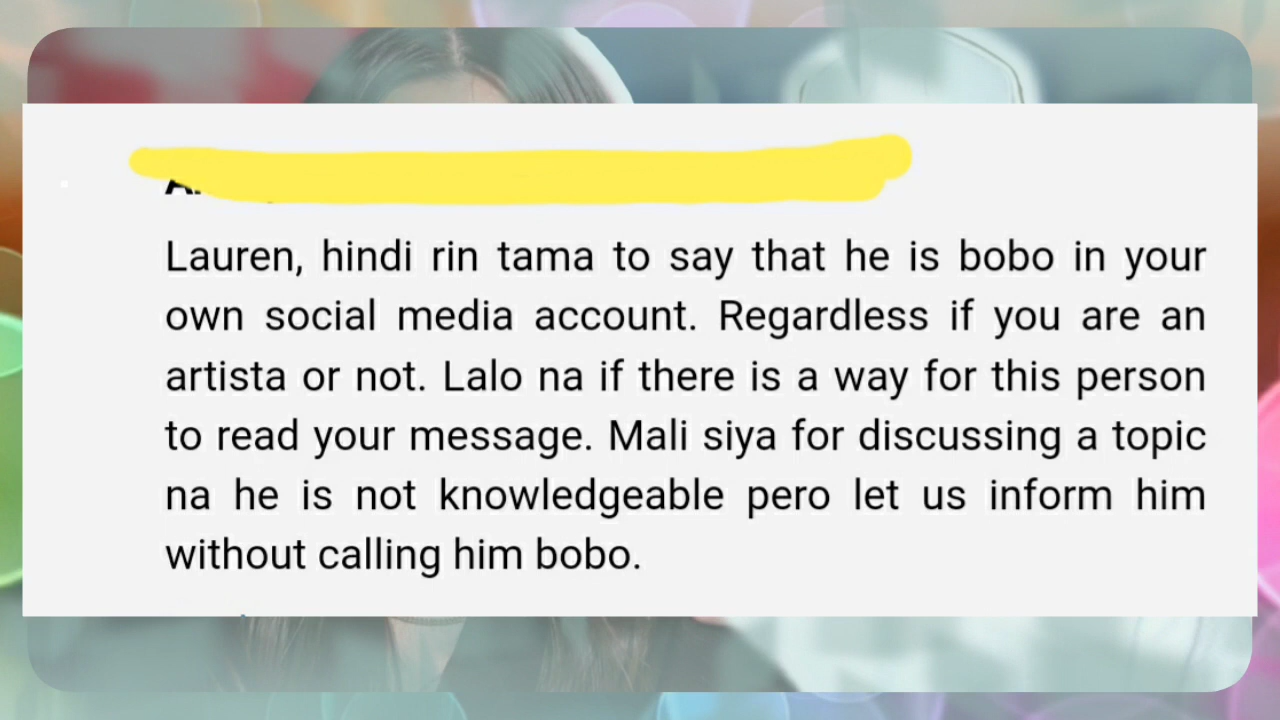 Lauren, hindi rin tama to say that he is bobo in your
own social media account. Regardless if you are an
artista or not. Lalo na if there is a way for this person
to read your message. Mali siya for discussing a topic
na he is not knowledgeable pero let us inform him
without calling him bobo.